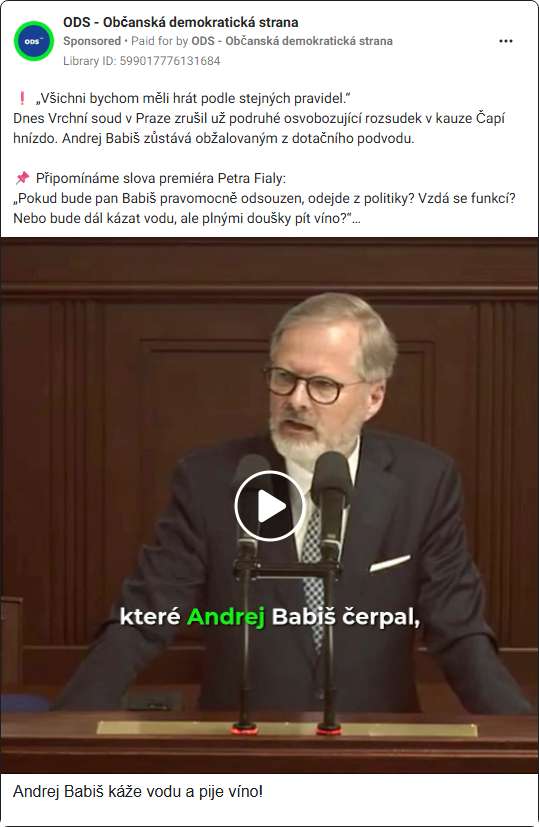 ODS
ODS - Občanská demokratická strana
Sponsored • Paid for by ODS - Občanská demokratická strana
Library ID: 599017776131684
❗ „Všichni bychom měli hrát podle stejných pravidel.“
Dnes Vrchní soud v Praze zrušil už podruhé osvobozující rozsudek v kauze Čapí
hnízdo. Andrej Babiš zůstává obžalovaným z dotačního podvodu.
📌 Připomínáme slova premiéra Petra Fialy:
„Pokud bude pan Babiš pravomocně odsouzen, odejde z politiky? Vzdá se funkcí?
Nebo bude dál kázat vodu, ale plnými doušky pít víno?“...
které Andrej Babiš čerpal,
Andrej Babiš káže vodu a pije víno!